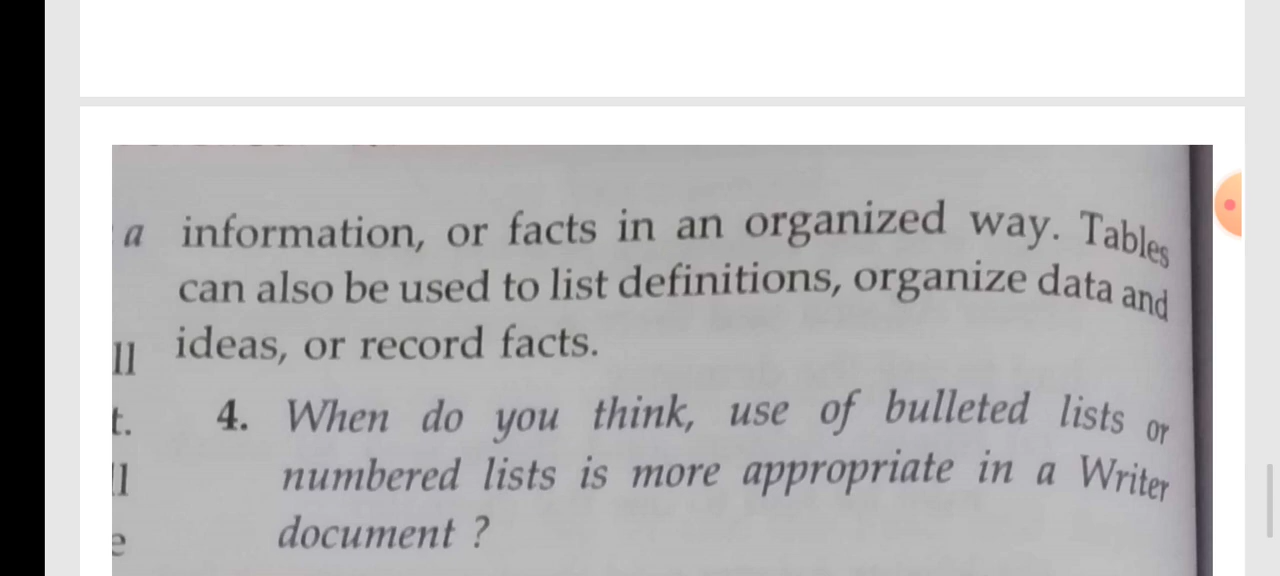 a information, or facts in an organized way. Tables
can also be used to list definitions, organize data and
ll ideas, or record facts.
t. 4. When do you think, use of bulleted lists or
numbered lists is more appropriate in a Writer
e document ?